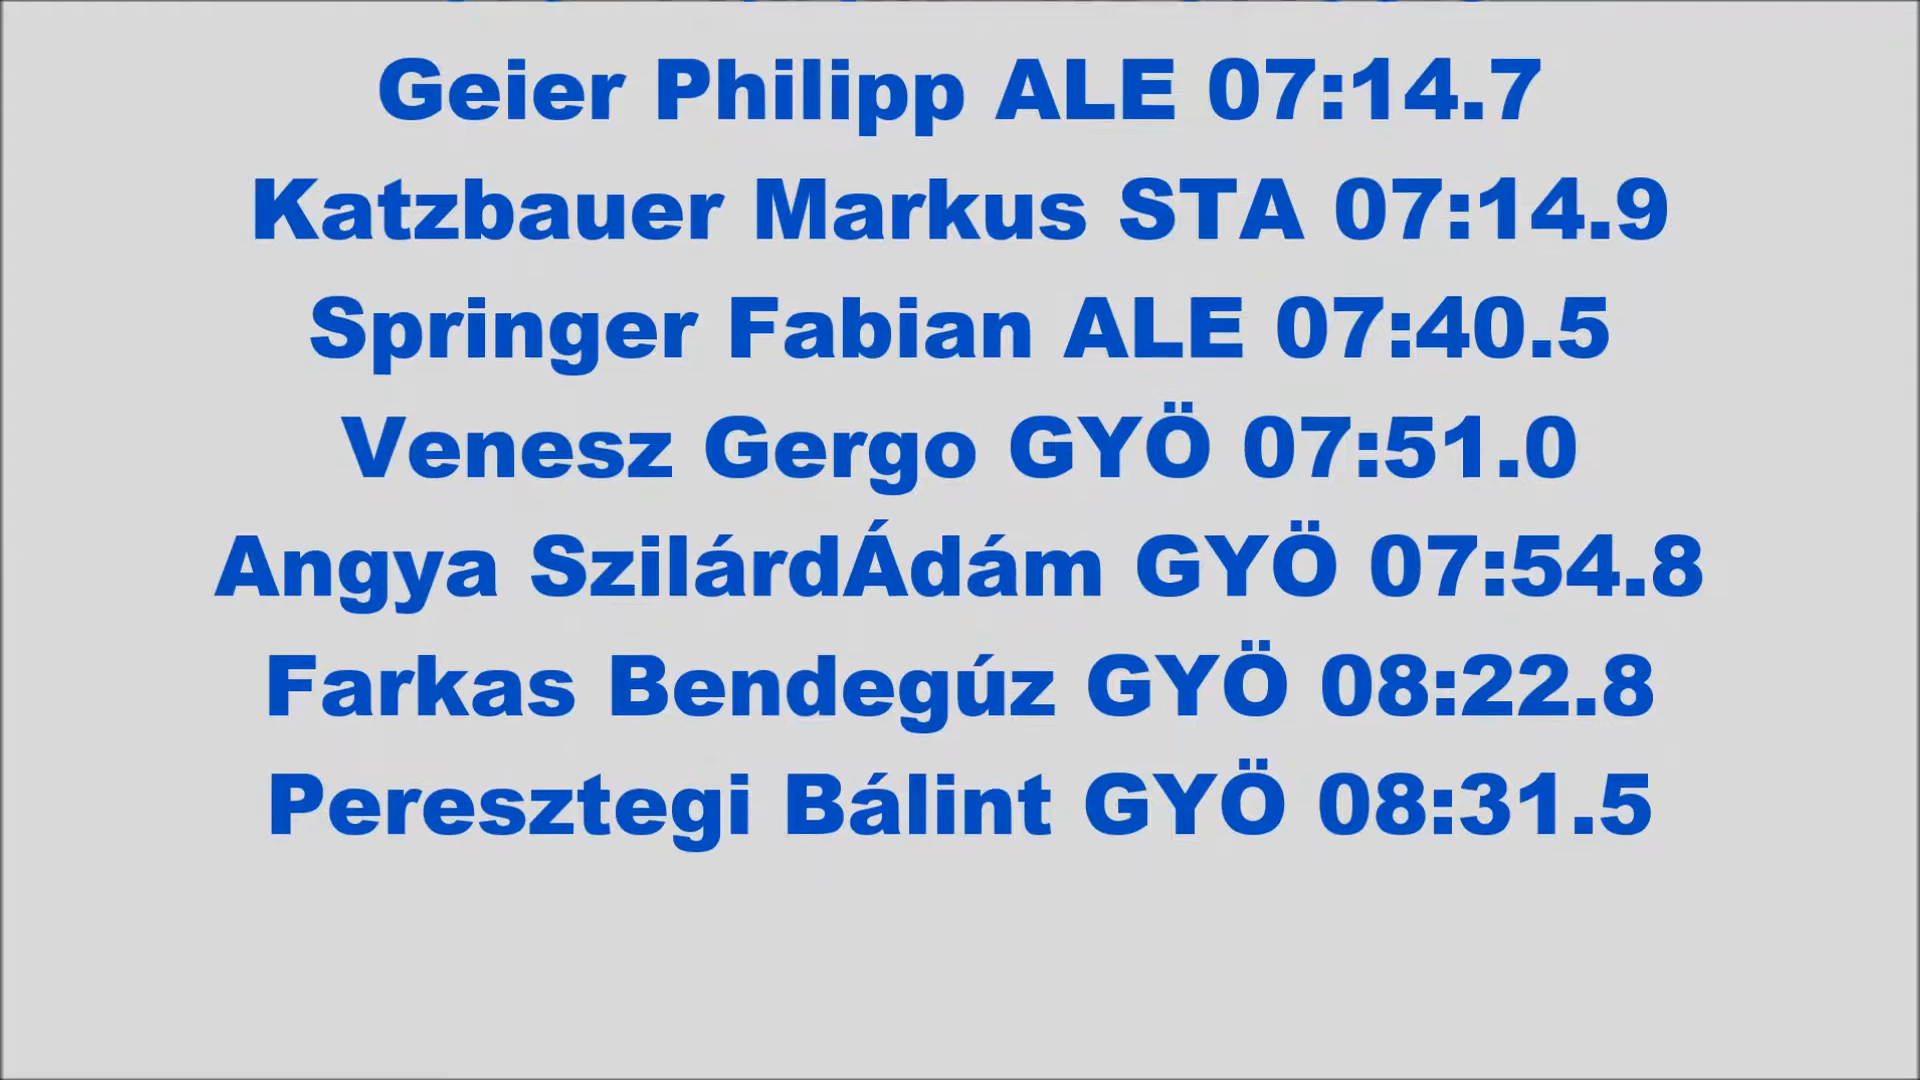 Geier Philipp ALE 07:14.7
Katzbauer Markus STA 07:14.9
Springer Fabian ALE 07:40.5
Venesz Gergo GYÖ 07:51.0
Angya SzilárdÁdám GYÖ 07:54.8
Farkas Bendegúz GYÖ 08:22.8
Peresztegi Bálint GYÖ 08:31.5